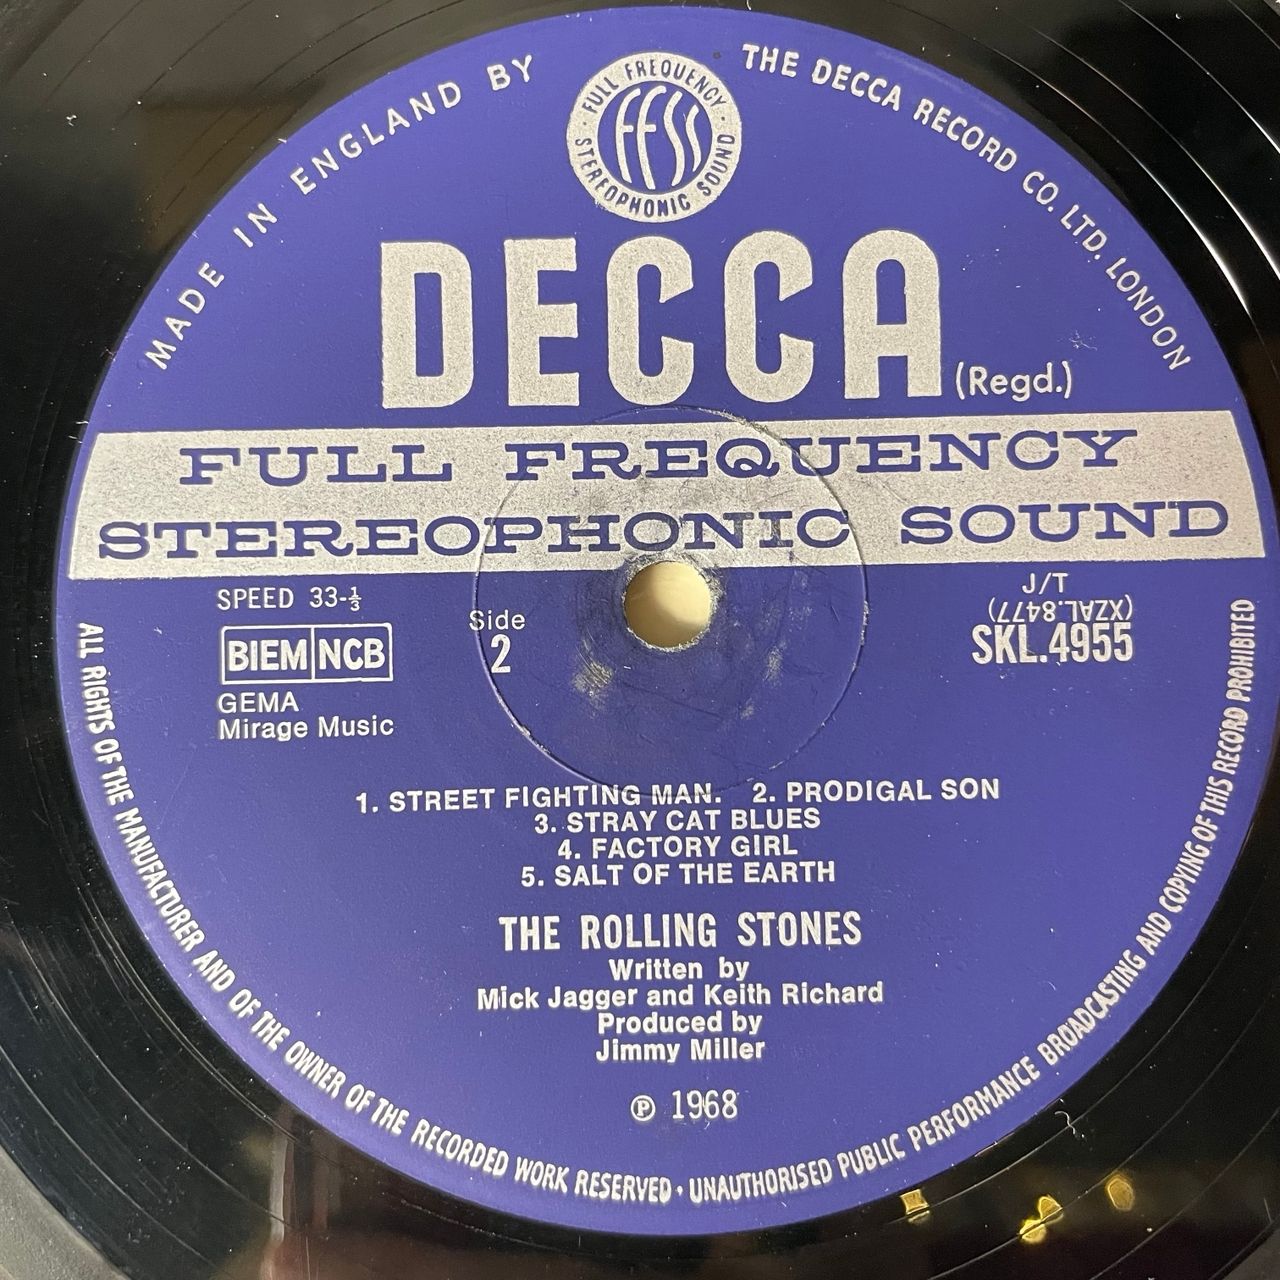 MADE IN ENGLAND BY
THE DECCA RECORD CO. LTD. LONDON
FULL FREQUENCY
FFSS
STEREOPHONIC SOUND
DECCA
(Regd.)
FULL FREQUENCY
STEREOPHONIC SOUND
SPEED 33-⅓
BIEM NCB
GEMA
Mirage Music
Side
2
J/T
(XZAL.8477)
SKL.4955
1. STREET FIGHTING MAN. 2. PRODIGAL SON
3. STRAY CAT BLUES
4. FACTORY GIRL
5. SALT OF THE EARTH
THE ROLLING STONES
Written by
Mick Jagger and Keith Richard
Produced by
Jimmy Miller
℗ 1968
ALL RIGHTS OF THE MANUFACTURER AND OF THE OWNER OF THE RECORDED WORK RESERVED · UNAUTHORISED PUBLIC PERFORMANCE BROADCASTING AND COPYING OF THIS RECORD PROHIBITED